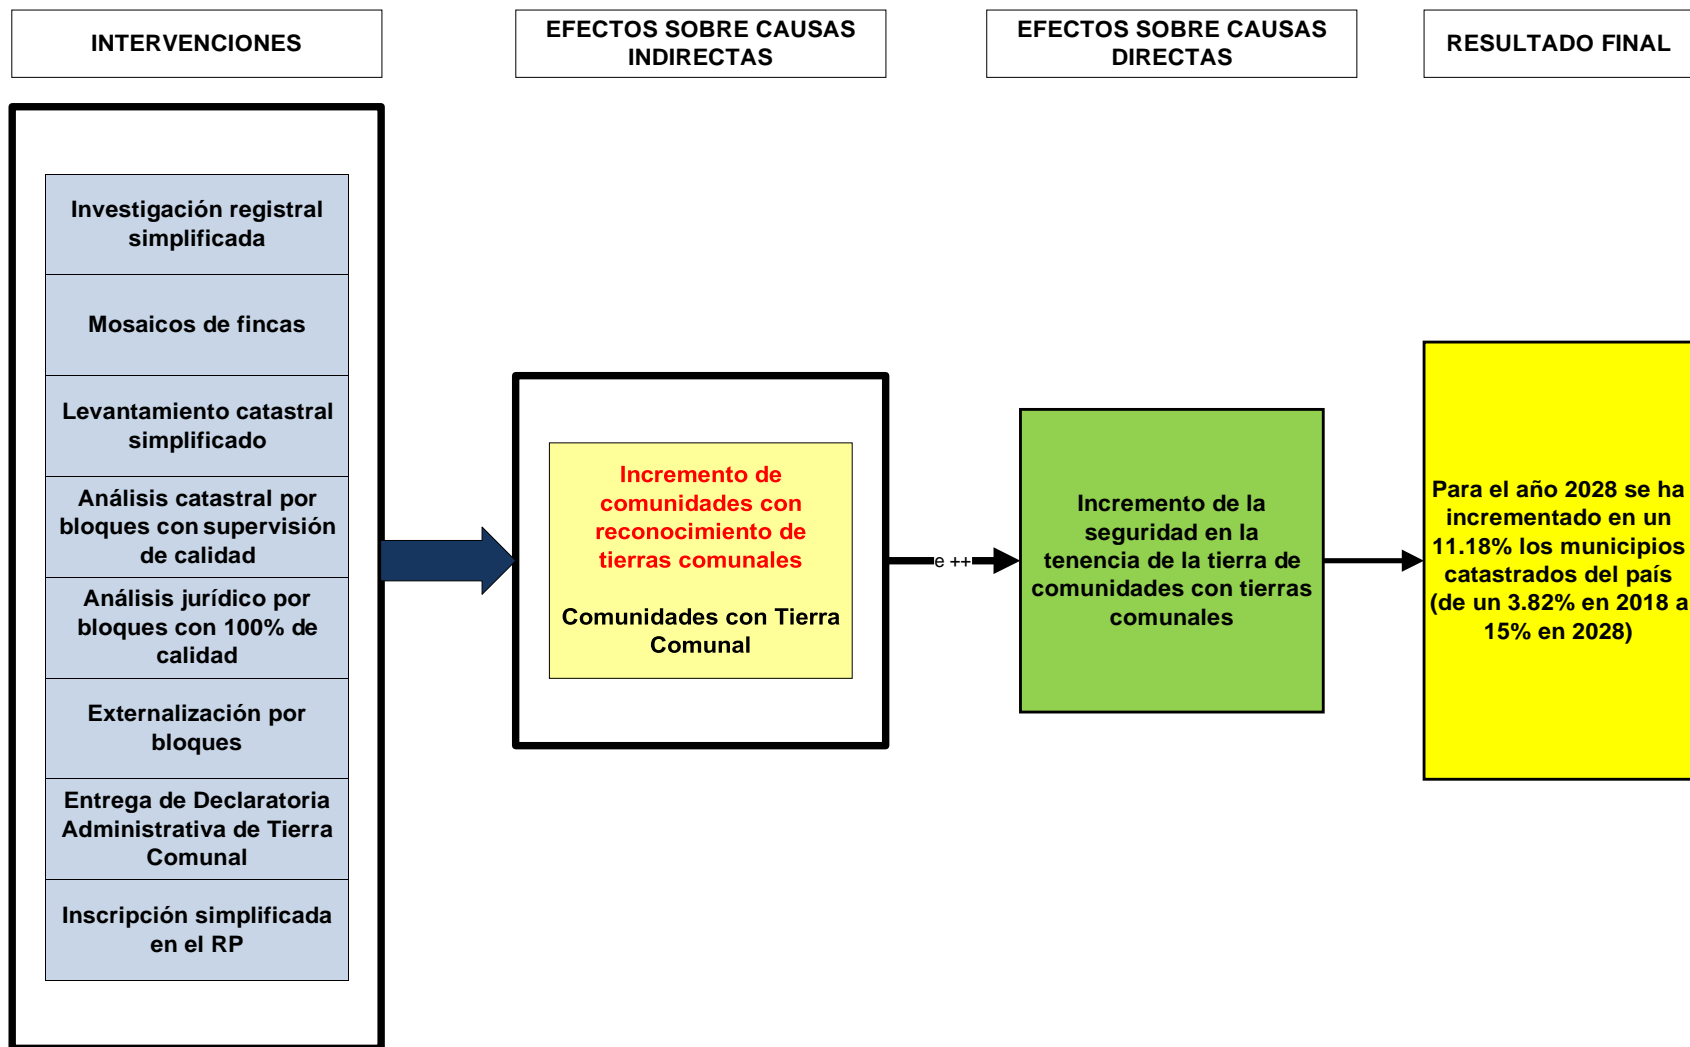 INTERVENCIONES
EFECTOS SOBRE CAUSAS
INDIRECTAS
EFECTOS SOBRE CAUSAS
DIRECTAS
RESULTADO FINAL
Investigación registral
simplificada
Mosaicos de fincas
Levantamiento catastral
simplificado
Análisis catastral por
bloques con supervisión
de calidad
Análisis jurídico por
bloques con 100% de
calidad
Externalización por
bloques
Entrega de Declaratoria
Administrativa de Tierra
Comunal
Inscripción simplificada
en el RP
Incremento de
comunidades con
reconocimiento de
tierras comunales
Comunidades con Tierra
Comunal
e ++
Incremento de la
seguridad en la
tenencia de la tierra de
comunidades con tierras
comunales
Para el año 2028 se ha
incrementado en un
11.18% los municipios
catastrados del país
(de un 3.82% en 2018 a
15% en 2028)